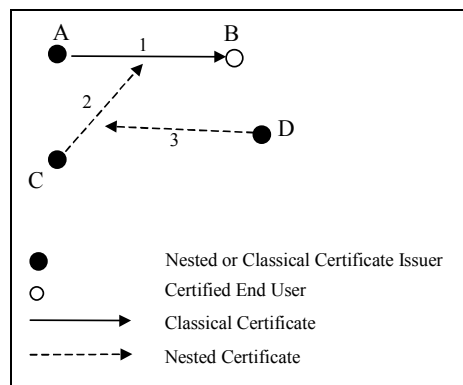 A
1
B
2
3
D
C
Nested or Classical Certificate Issuer
Certified End User
Classical Certificate
Nested Certificate